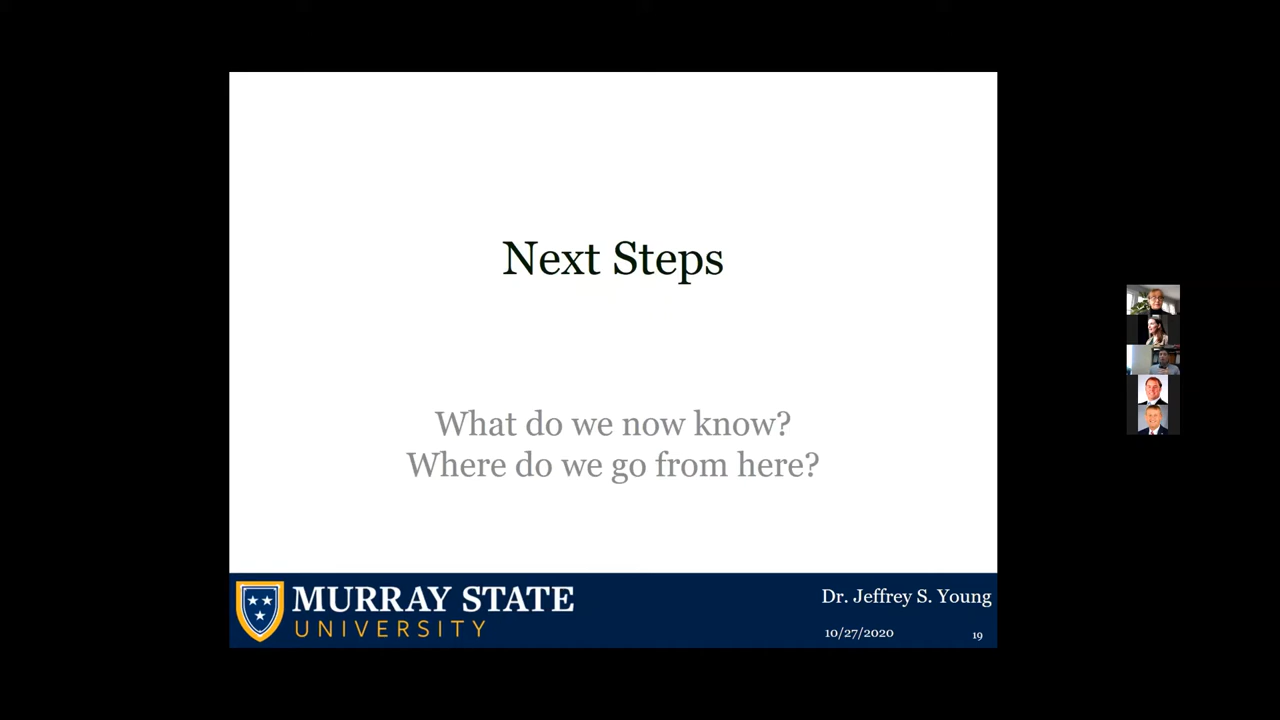 Next Steps
What do we now know?
Where do we go from here?
MURRAY STATE
UNIVERSITY
Dr. Jeffrey S. Young
10/27/2020
19